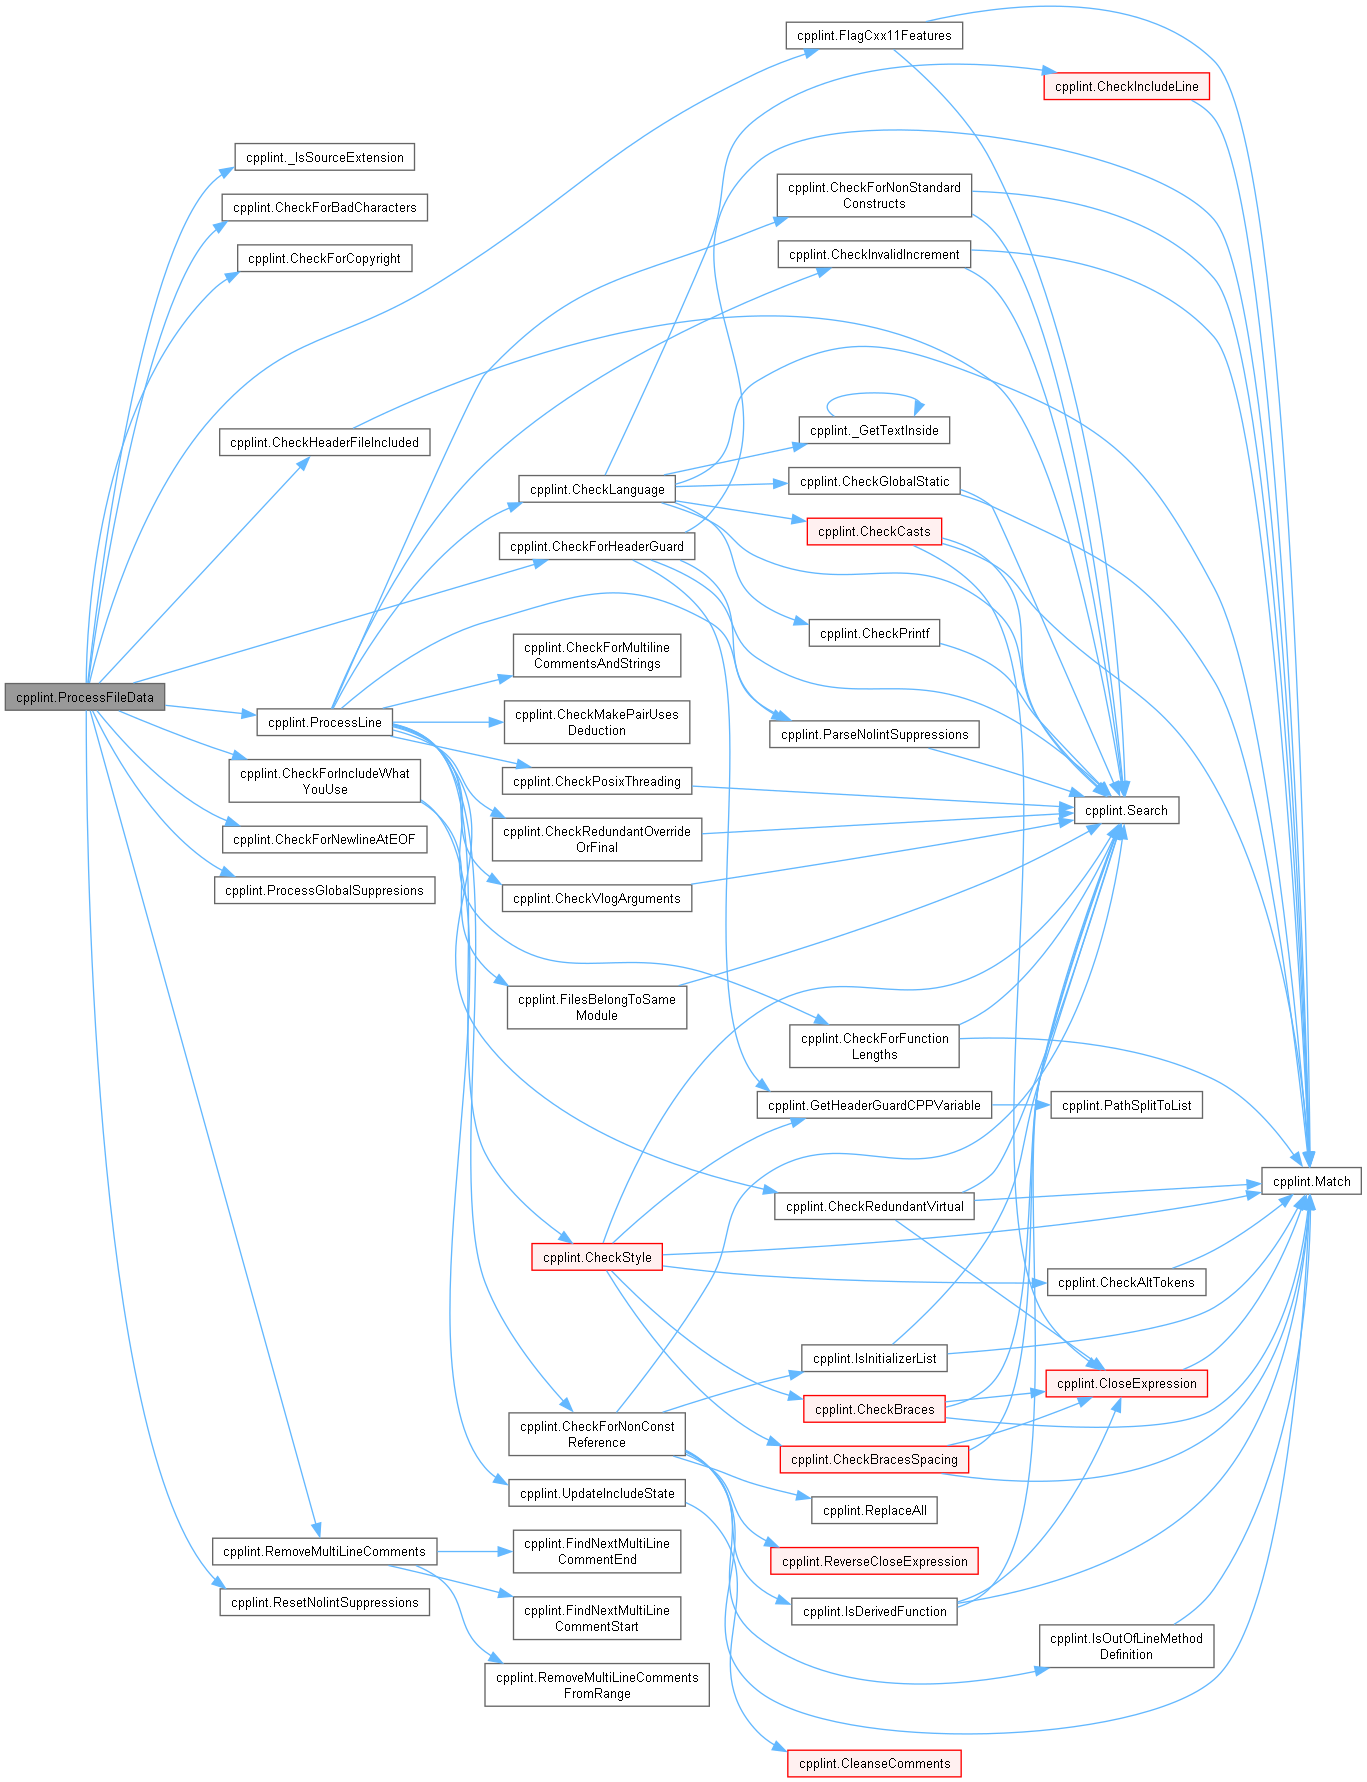 cpplint.ProcessFileData
cpplint._IsSourceExtension
cpplint.CheckForBadCharacters
cpplint.CheckForCopyright
cpplint.CheckHeaderFileIncluded
cpplint.ProcessLine
cpplint.CheckForIncludeWhat
YouUse
cpplint.CheckForNewlineAtEOF
cpplint.ProcessGlobalSuppresions
cpplint.RemoveMultiLineComments
cpplint.ResetNolintSuppressions
cpplint.CheckLanguage
cpplint.CheckForHeaderGuard
cpplint.CheckForMultiline
CommentsAndStrings
cpplint.CheckMakePairUses
Deduction
cpplint.CheckPosixThreading
cpplint.CheckRedundantOverride
OrFinal
cpplint.CheckVlogArguments
cpplint.FilesBelongToSame
Module
cpplint.CheckStyle
cpplint.CheckForNonConst
Reference
cpplint.UpdateIncludeState
cpplint.FindNextMultiLine
CommentEnd
cpplint.FindNextMultiLine
CommentStart
cpplint.RemoveMultiLineComments
FromRange
cpplint.FlagCxx11Features
cpplint.CheckForNonStandard
Constructs
cpplint.CheckInvalidIncrement
cpplint._GetTextInside
cpplint.CheckGlobalStatic
cpplint.CheckCasts
cpplint.CheckPrintf
cpplint.ParseNolintSuppressions
cpplint.CheckForFunction
Lengths
cpplint.GetHeaderGuardCPPVariable
cpplint.CheckRedundantVirtual
cpplint.IsInitializerList
cpplint.CheckBraces
cpplint.CheckBracesSpacing
cpplint.ReplaceAll
cpplint.ReverseCloseExpression
cpplint.IsDerivedFunction
cpplint.CleanseComments
cpplint.CheckIncludeLine
cpplint.Search
cpplint.PathSplitToList
cpplint.CheckAltTokens
cpplint.CloseExpression
cpplint.IsOutOfLineMethod
Definition
cpplint.Match